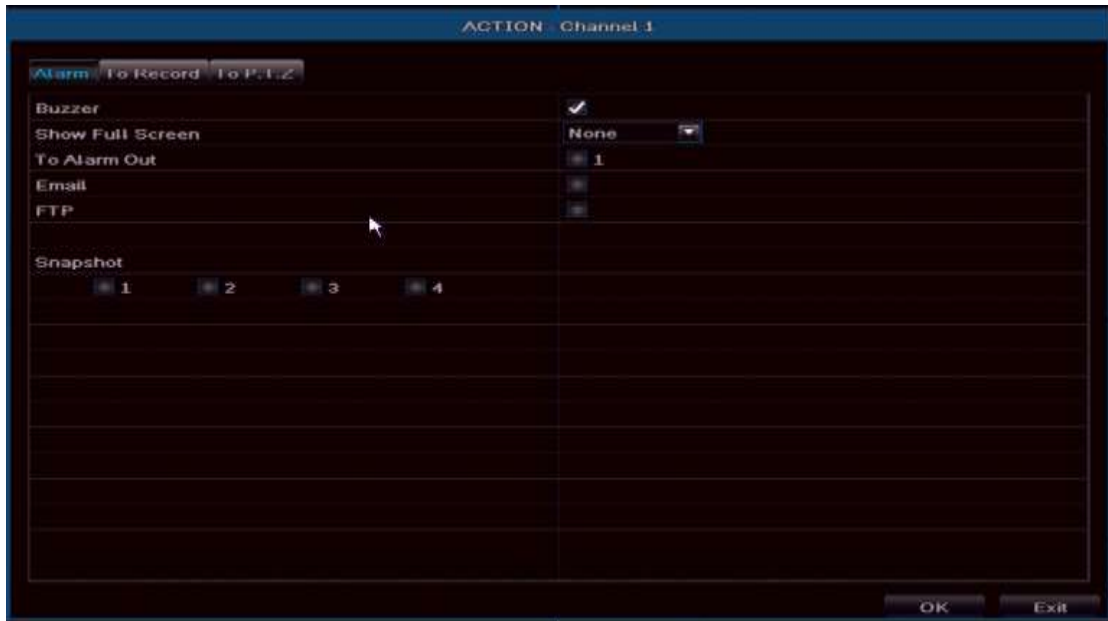 ACTION Channel 1
Alarm To Record To P.T.Z
Buzzer
Show Full Screen None
To Alarm Out 1
Email
FTP
Snapshot
1 2 3 4
OK Exit